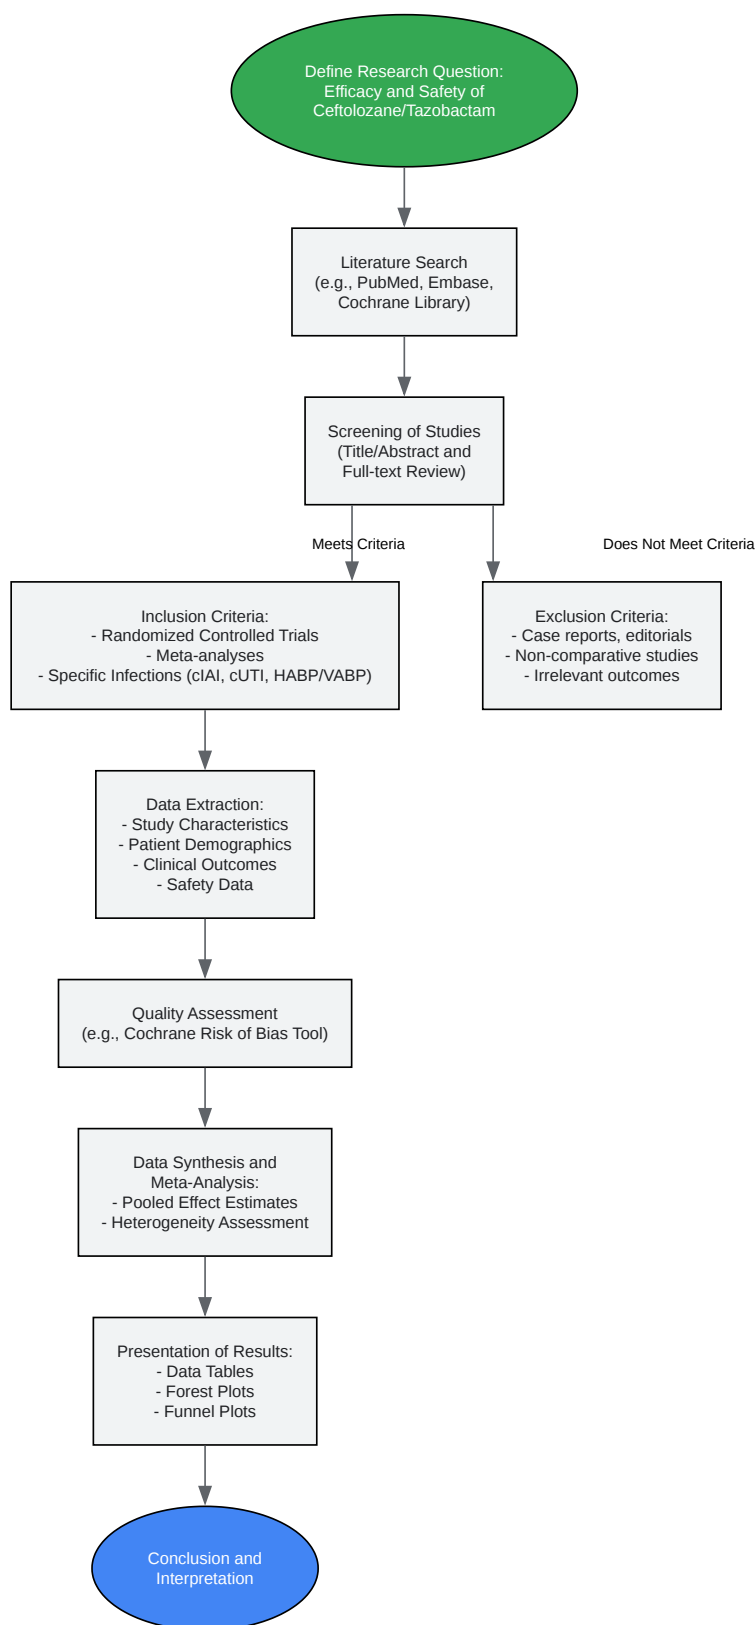 Define Research Question:
Efficacy and Safety of
Ceftolozane/Tazobactam
Literature Search
(e.g., PubMed, Embase,
Cochrane Library)
Screening of Studies
(Title/Abstract and
Full-text Review)
Meets Criteria
Does Not Meet Criteria
Inclusion Criteria:
- Randomized Controlled Trials
- Meta-analyses
- Specific Infections (cIAI, cUTI, HABP/VABP)
Exclusion Criteria:
- Case reports, editorials
- Non-comparative studies
- Irrelevant outcomes
Data Extraction:
- Study Characteristics
- Patient Demographics
- Clinical Outcomes
- Safety Data
Quality Assessment
(e.g., Cochrane Risk of Bias Tool)
Data Synthesis and
Meta-Analysis:
- Pooled Effect Estimates
- Heterogeneity Assessment
Presentation of Results:
- Data Tables
- Forest Plots
- Funnel Plots
Conclusion and
Interpretation